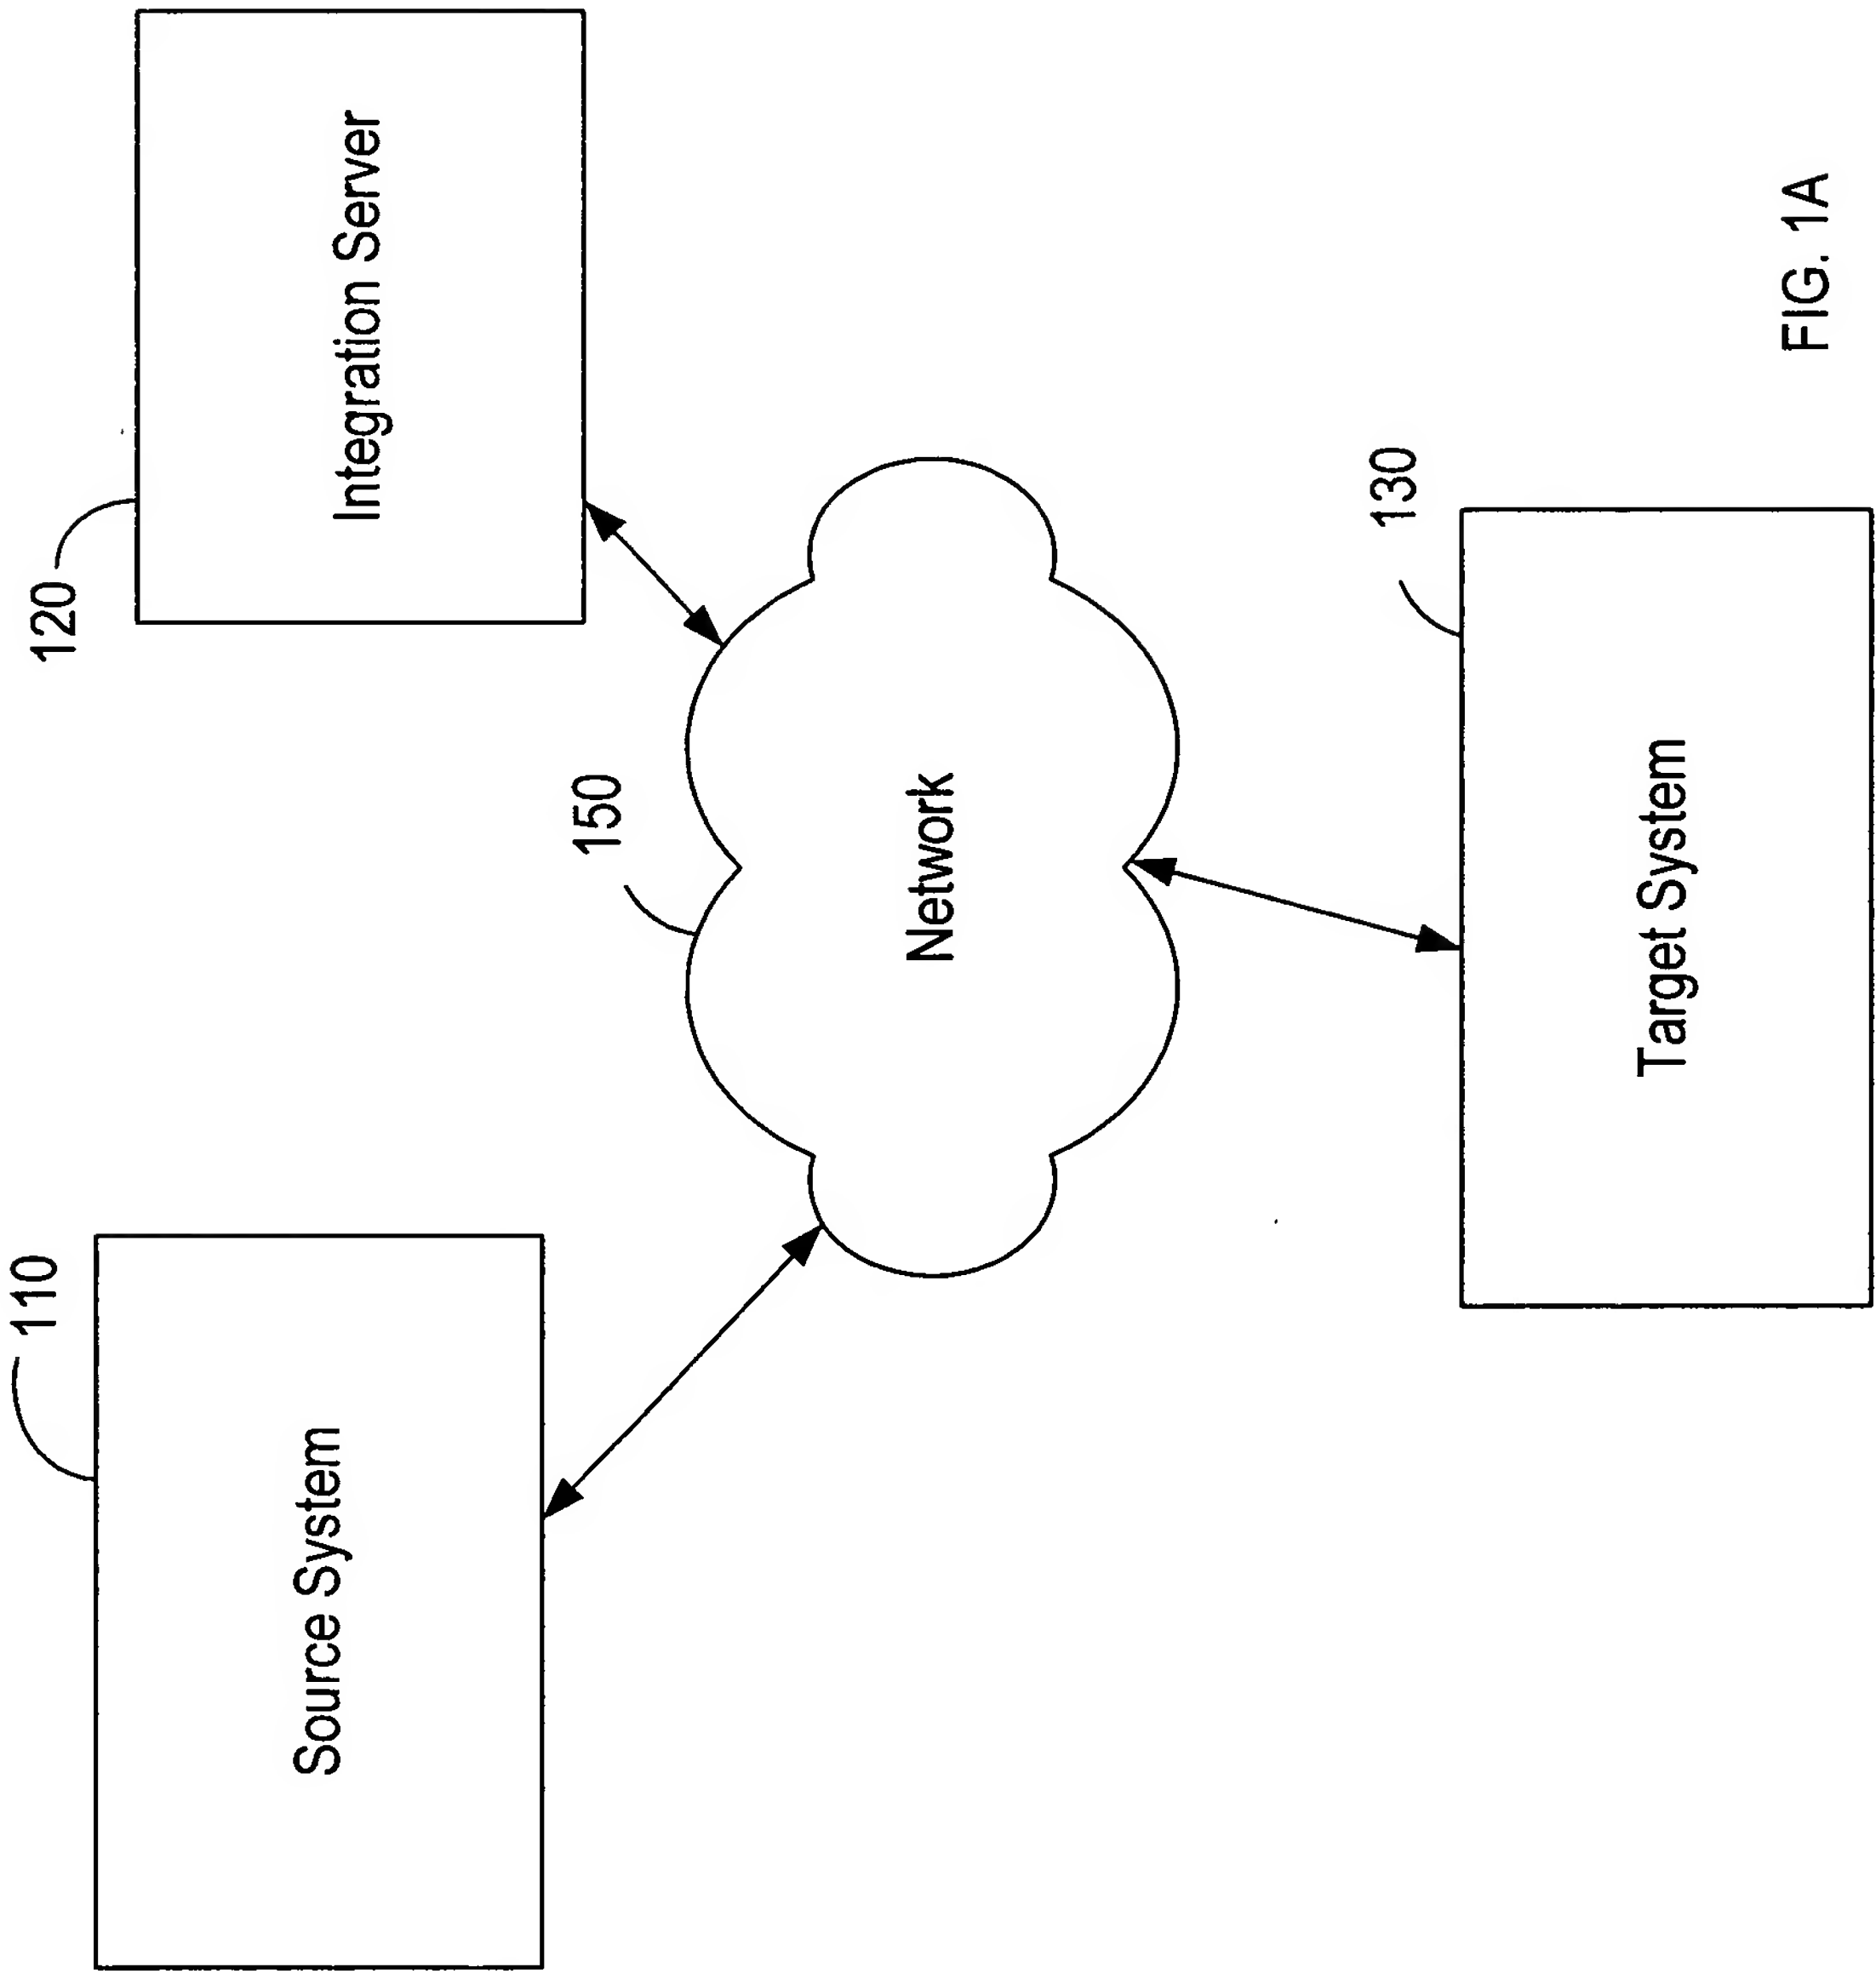 110
Source System
120
Integration Server
150
Network
130
Target System
FIG. 1A